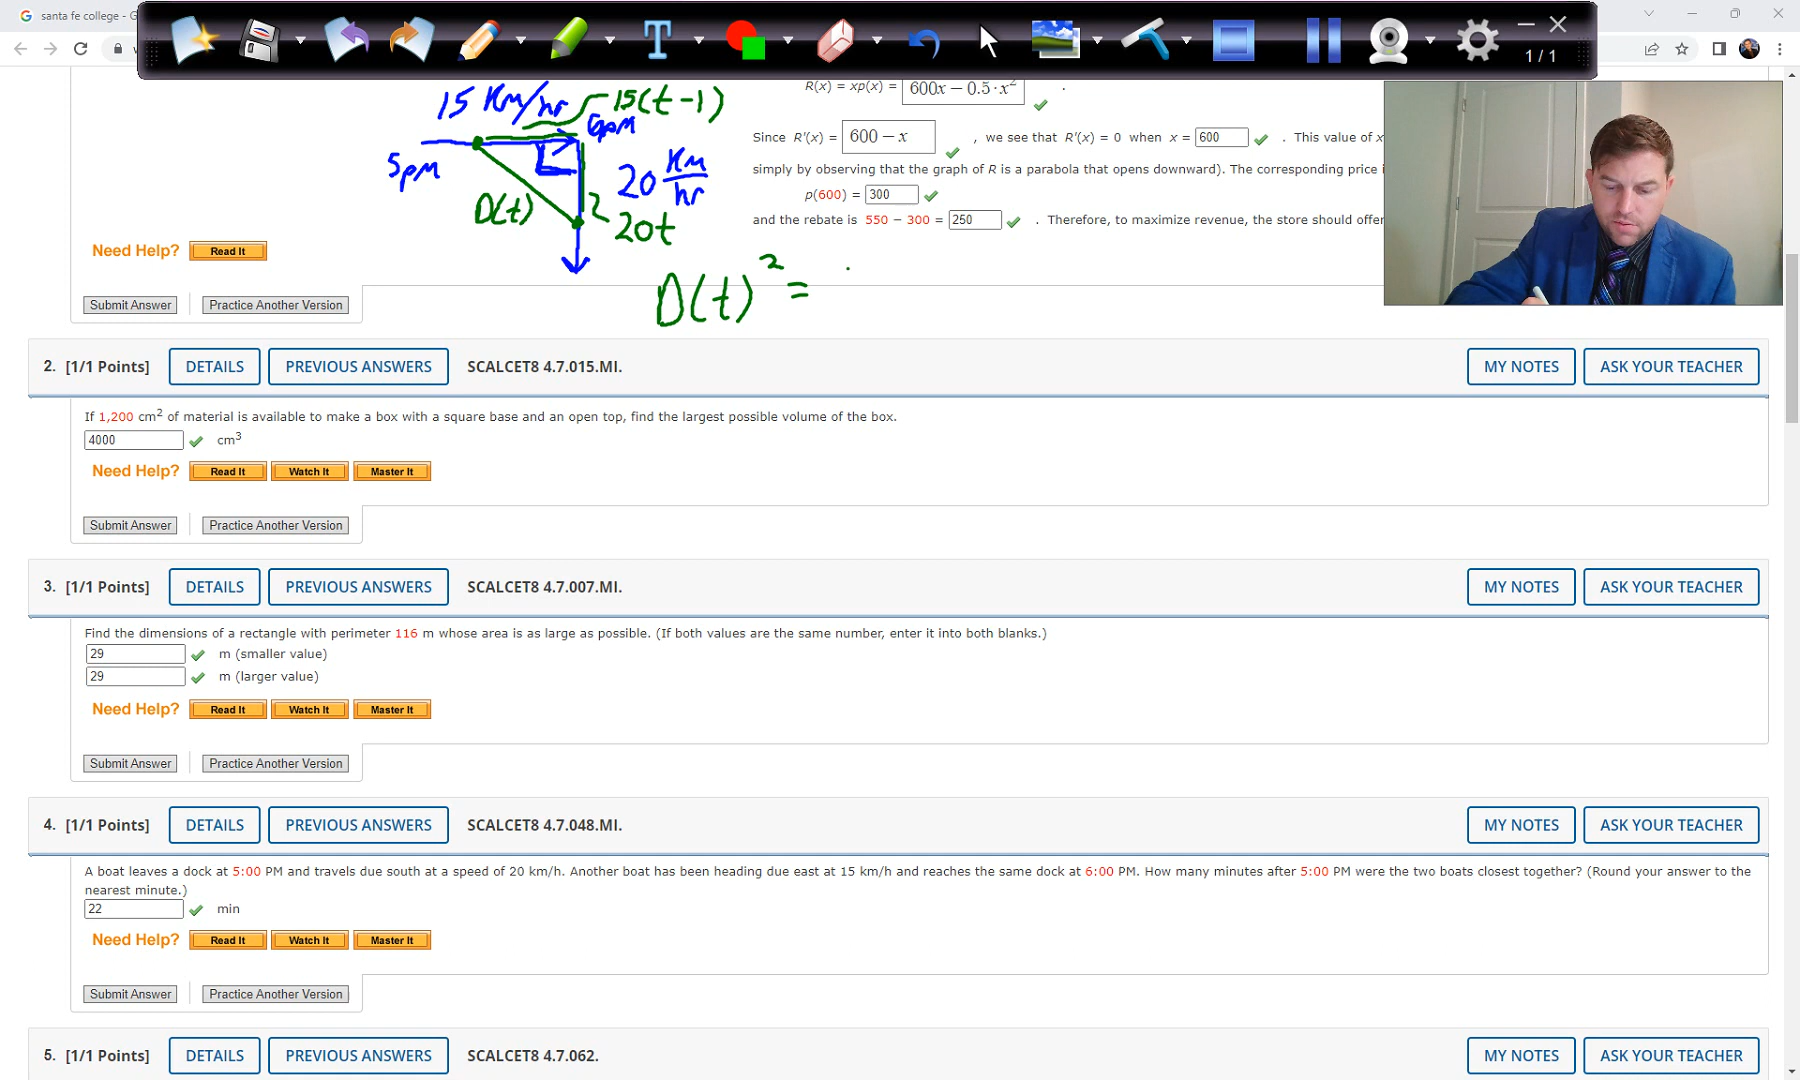 santa fe college - G
1 / 1
15 Km/hr
15(t-1)
6pm
5pm
20 Km/hr
D(t)
20t
D(t)² =
R(x) = xp(x) = 600x − 0.5·x² .
Since R'(x) = 600 − x , we see that R'(x) = 0 when x = 600 . This value of x
simply by observing that the graph of R is a parabola that opens downward). The corresponding price i
p(600) = 300
and the rebate is 550 − 300 = 250 . Therefore, to maximize revenue, the store should offer
Need Help? Read It
Submit Answer Practice Another Version
2. [1/1 Points] DETAILS PREVIOUS ANSWERS SCALCET8 4.7.015.MI. MY NOTES ASK YOUR TEACHER
If 1,200 cm² of material is available to make a box with a square base and an open top, find the largest possible volume of the box.
4000 cm³
Need Help? Read It Watch It Master It
Submit Answer Practice Another Version
3. [1/1 Points] DETAILS PREVIOUS ANSWERS SCALCET8 4.7.007.MI. MY NOTES ASK YOUR TEACHER
Find the dimensions of a rectangle with perimeter 116 m whose area is as large as possible. (If both values are the same number, enter it into both blanks.)
29 m (smaller value)
29 m (larger value)
Need Help? Read It Watch It Master It
Submit Answer Practice Another Version
4. [1/1 Points] DETAILS PREVIOUS ANSWERS SCALCET8 4.7.048.MI. MY NOTES ASK YOUR TEACHER
A boat leaves a dock at 5:00 PM and travels due south at a speed of 20 km/h. Another boat has been heading due east at 15 km/h and reaches the same dock at 6:00 PM. How many minutes after 5:00 PM were the two boats closest together? (Round your answer to the
nearest minute.)
22 min
Need Help? Read It Watch It Master It
Submit Answer Practice Another Version
5. [1/1 Points] DETAILS PREVIOUS ANSWERS SCALCET8 4.7.062. MY NOTES ASK YOUR TEACHER